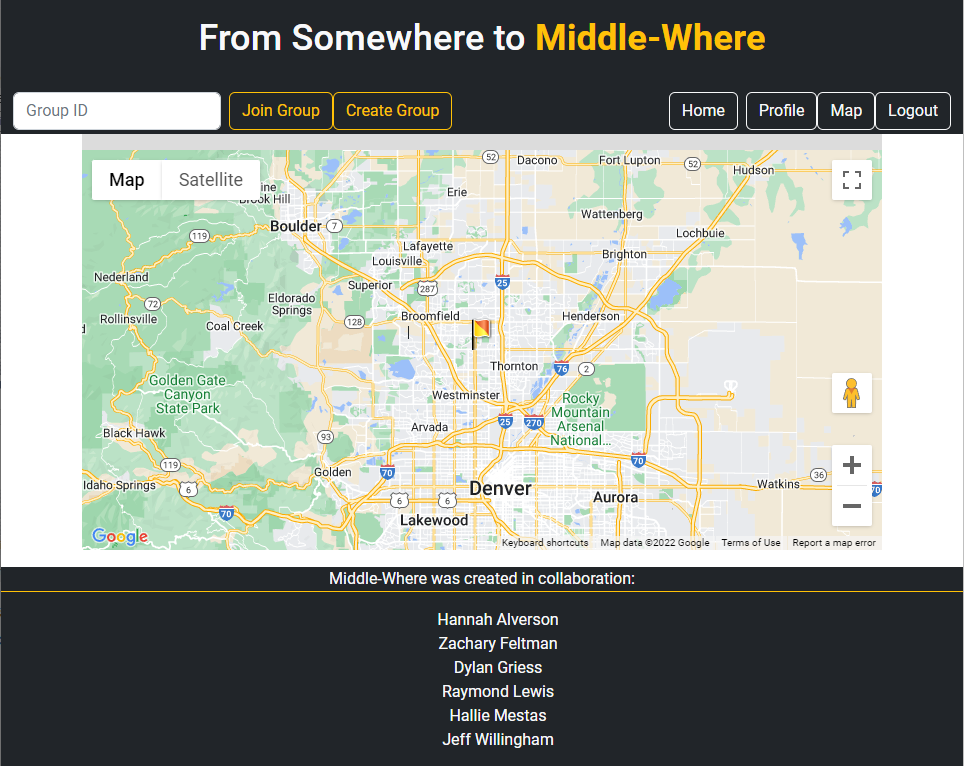 From Somewhere to Middle-Where
Group ID
Join Group
Create Group
Home
Profile
Map
Logout
Map
Satellite
52
Dacono
Fort Lupton
52
Hudson
ine
Brook Hill
Erie
Boulder
7
Wattenberg
119
Lafayette
Lochbuie
Louisville
Brighton
Nederland
Superior
287
25
72
Eldorado
Springs
Rollinsville
Coal Creek
128
Broomfield
Henderson
Thornton
76
2
Golden Gate
Canyon
State Park
Westminster
Rocky
Mountain
Arsenal
National...
Black Hawk
93
Arvada
25
270
119
Golden
70
70
Idaho Springs
6
Denver
36
Watkins
70
70
6
6
Aurora
Lakewood
Google
Keyboard shortcuts
Map data ©2022 Google
Terms of Use
Report a map error
Middle-Where was created in collaboration:
Hannah Alverson
Zachary Feltman
Dylan Griess
Raymond Lewis
Hallie Mestas
Jeff Willingham